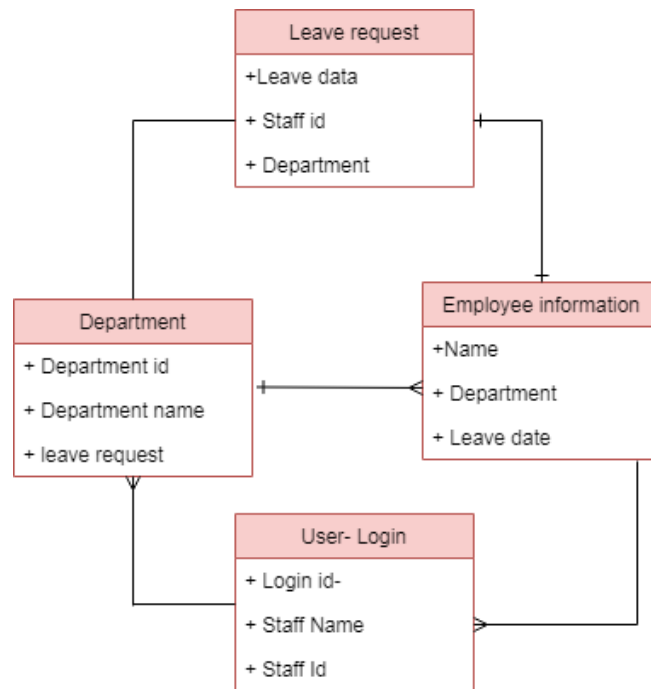 Leave request
+Leave data
+ Staff id
+ Department
Department
+ Department id
+ Department name
+ leave request
Employee information
+Name
+ Department
+ Leave date
User- Login
+ Login id-
+ Staff Name
+ Staff Id